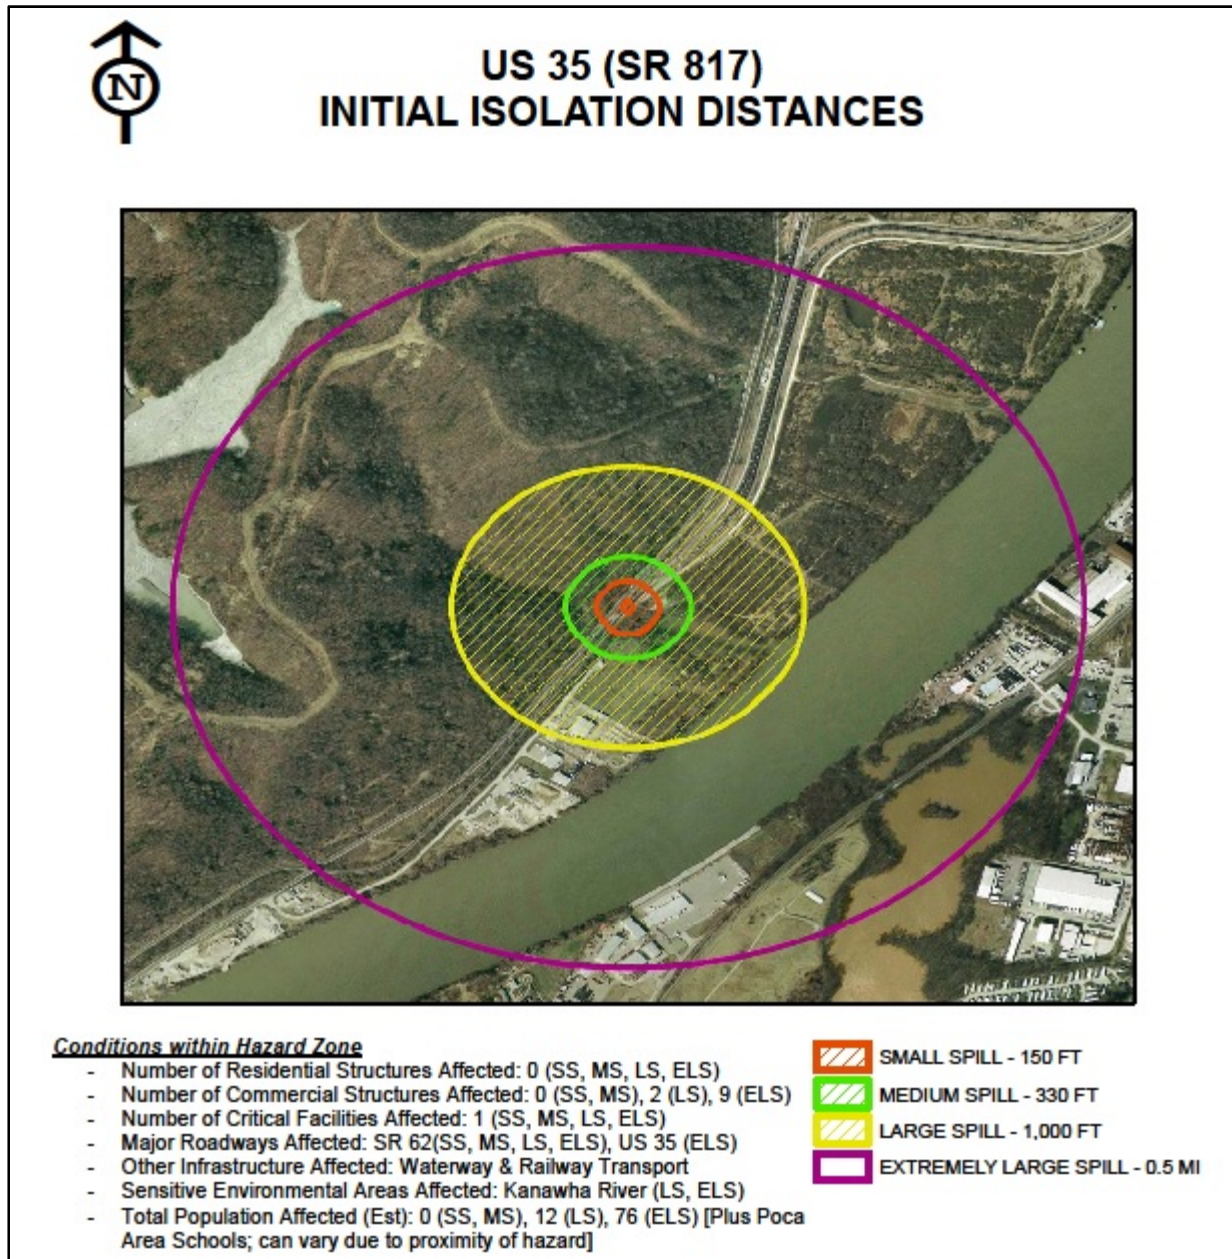 N
US 35 (SR 817)
INITIAL ISOLATION DISTANCES
Conditions within Hazard Zone
- Number of Residential Structures Affected: 0 (SS, MS, LS, ELS)
- Number of Commercial Structures Affected: 0 (SS, MS), 2 (LS), 9 (ELS)
- Number of Critical Facilities Affected: 1 (SS, MS, LS, ELS)
- Major Roadways Affected: SR 62(SS, MS, LS, ELS), US 35 (ELS)
- Other Infrastructure Affected: Waterway & Railway Transport
- Sensitive Environmental Areas Affected: Kanawha River (LS, ELS)
- Total Population Affected (Est): 0 (SS, MS), 12 (LS), 76 (ELS) [Plus Poca
Area Schools; can vary due to proximity of hazard]
SMALL SPILL - 150 FT
MEDIUM SPILL - 330 FT
LARGE SPILL - 1,000 FT
EXTREMELY LARGE SPILL - 0.5 MI